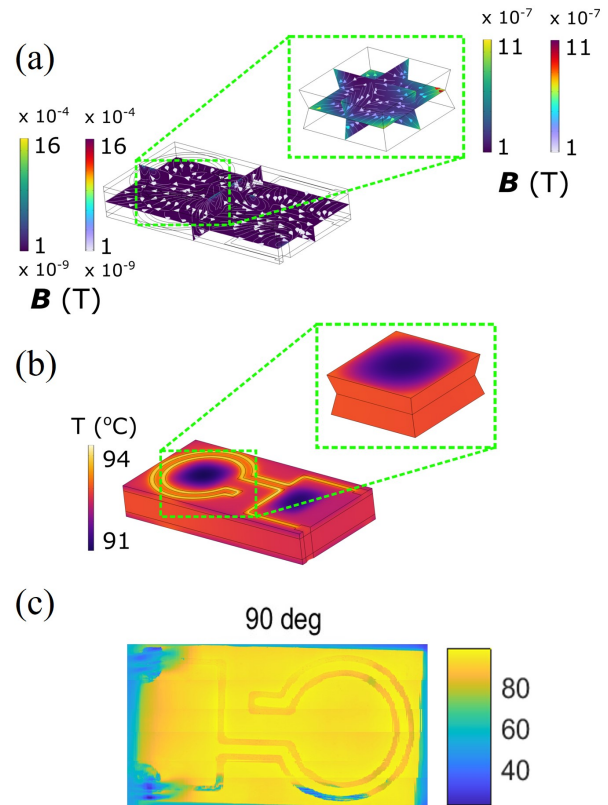 (a)
x 10⁻⁷ x 10⁻⁷
11 11
1 1
B (T)
x 10⁻⁴ x 10⁻⁴
16 16
1 1
x 10⁻⁹ x 10⁻⁹
B (T)
(b)
T (°C)
94
91
(c)
90 deg
80
60
40